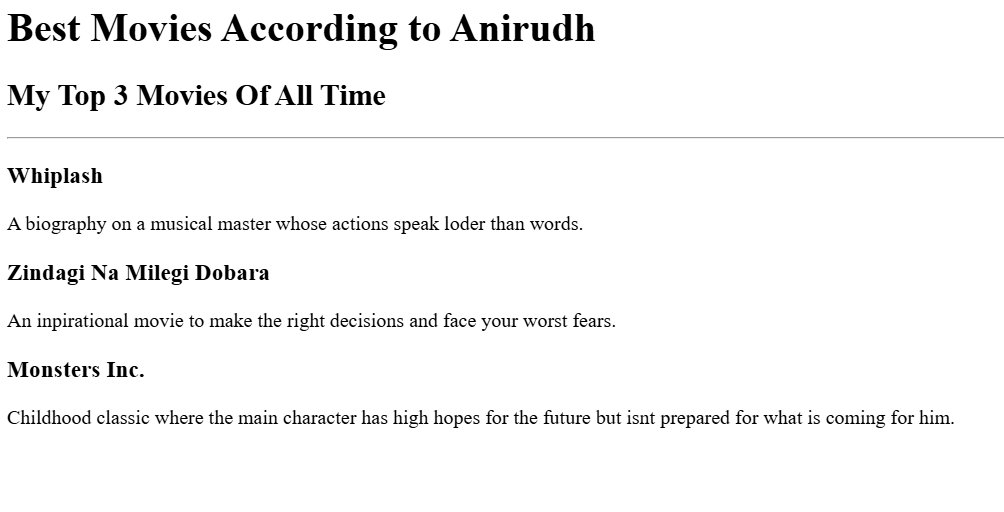 Best Movies According to Anirudh
My Top 3 Movies Of All Time
Whiplash
A biography on a musical master whose actions speak loder than words.
Zindagi Na Milegi Dobara
An inpirational movie to make the right decisions and face your worst fears.
Monsters Inc.
Childhood classic where the main character has high hopes for the future but isnt prepared for what is coming for him.